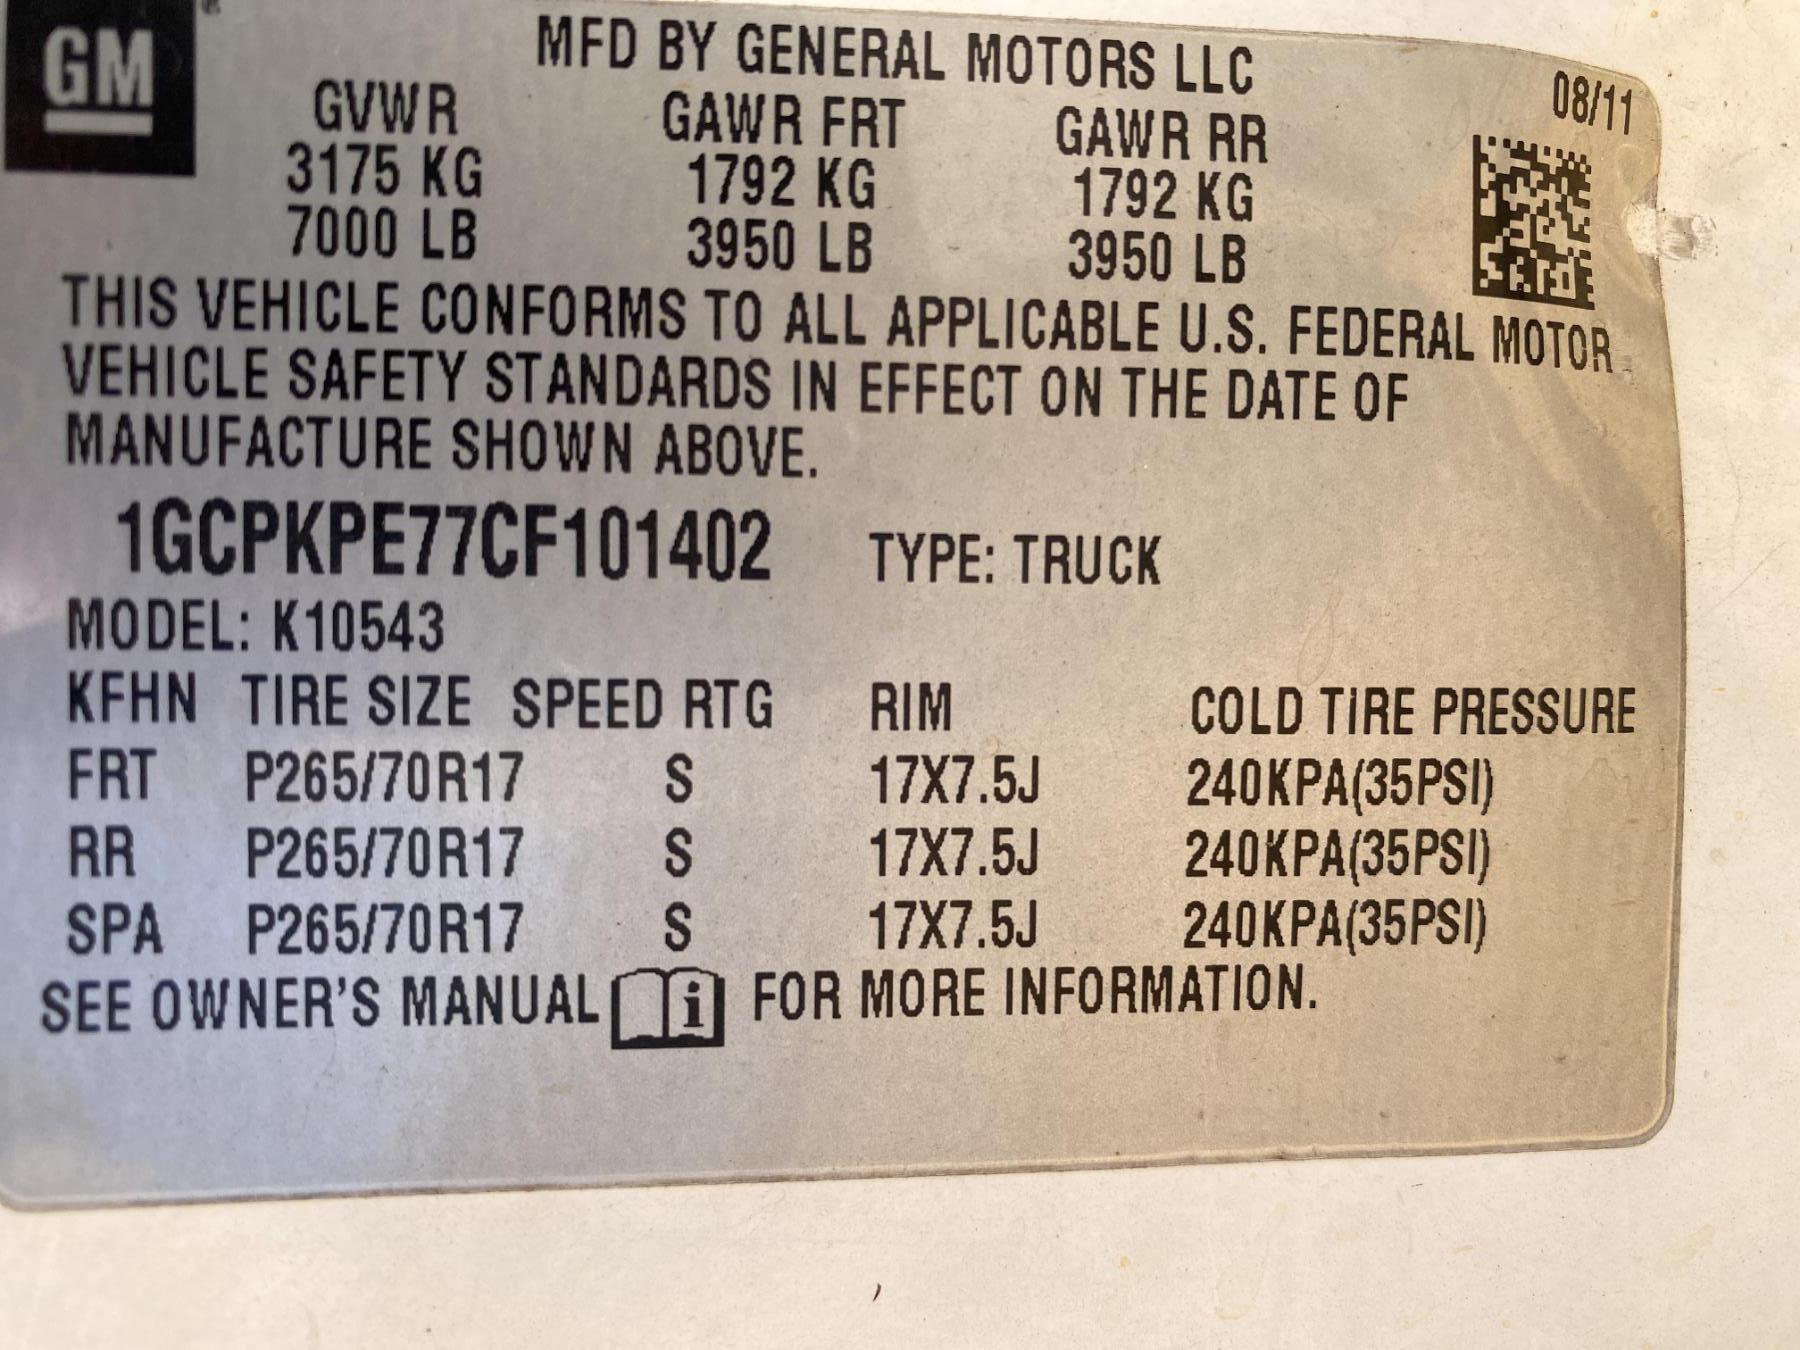 GM®
MFD BY GENERAL MOTORS LLC
08/11
GVWR GAWR FRT GAWR RR
3175 KG 1792 KG 1792 KG
7000 LB 3950 LB 3950 LB
THIS VEHICLE CONFORMS TO ALL APPLICABLE U.S. FEDERAL MOTOR
VEHICLE SAFETY STANDARDS IN EFFECT ON THE DATE OF
MANUFACTURE SHOWN ABOVE.
1GCPKPE77CF101402 TYPE: TRUCK
MODEL: K10543
KFHN TIRE SIZE SPEED RTG RIM COLD TIRE PRESSURE
FRT P265/70R17 S 17X7.5J 240KPA(35PSI)
RR P265/70R17 S 17X7.5J 240KPA(35PSI)
SPA P265/70R17 S 17X7.5J 240KPA(35PSI)
SEE OWNER'S MANUAL i FOR MORE INFORMATION.